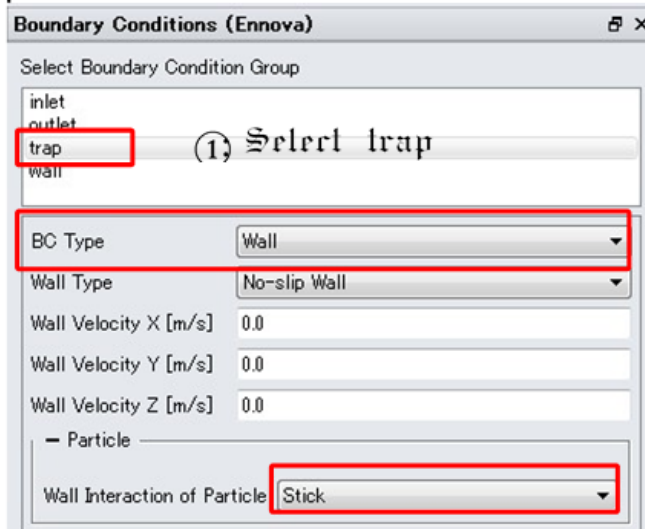 Boundary Conditions (Ennova)
Select Boundary Condition Group
inlet
outlet
trap
① Select trap
wall
BC Type Wall
Wall Type No-slip Wall
Wall Velocity X [m/s] 0.0
Wall Velocity Y [m/s] 0.0
Wall Velocity Z [m/s] 0.0
Particle
Wall Interaction of Particle Stick